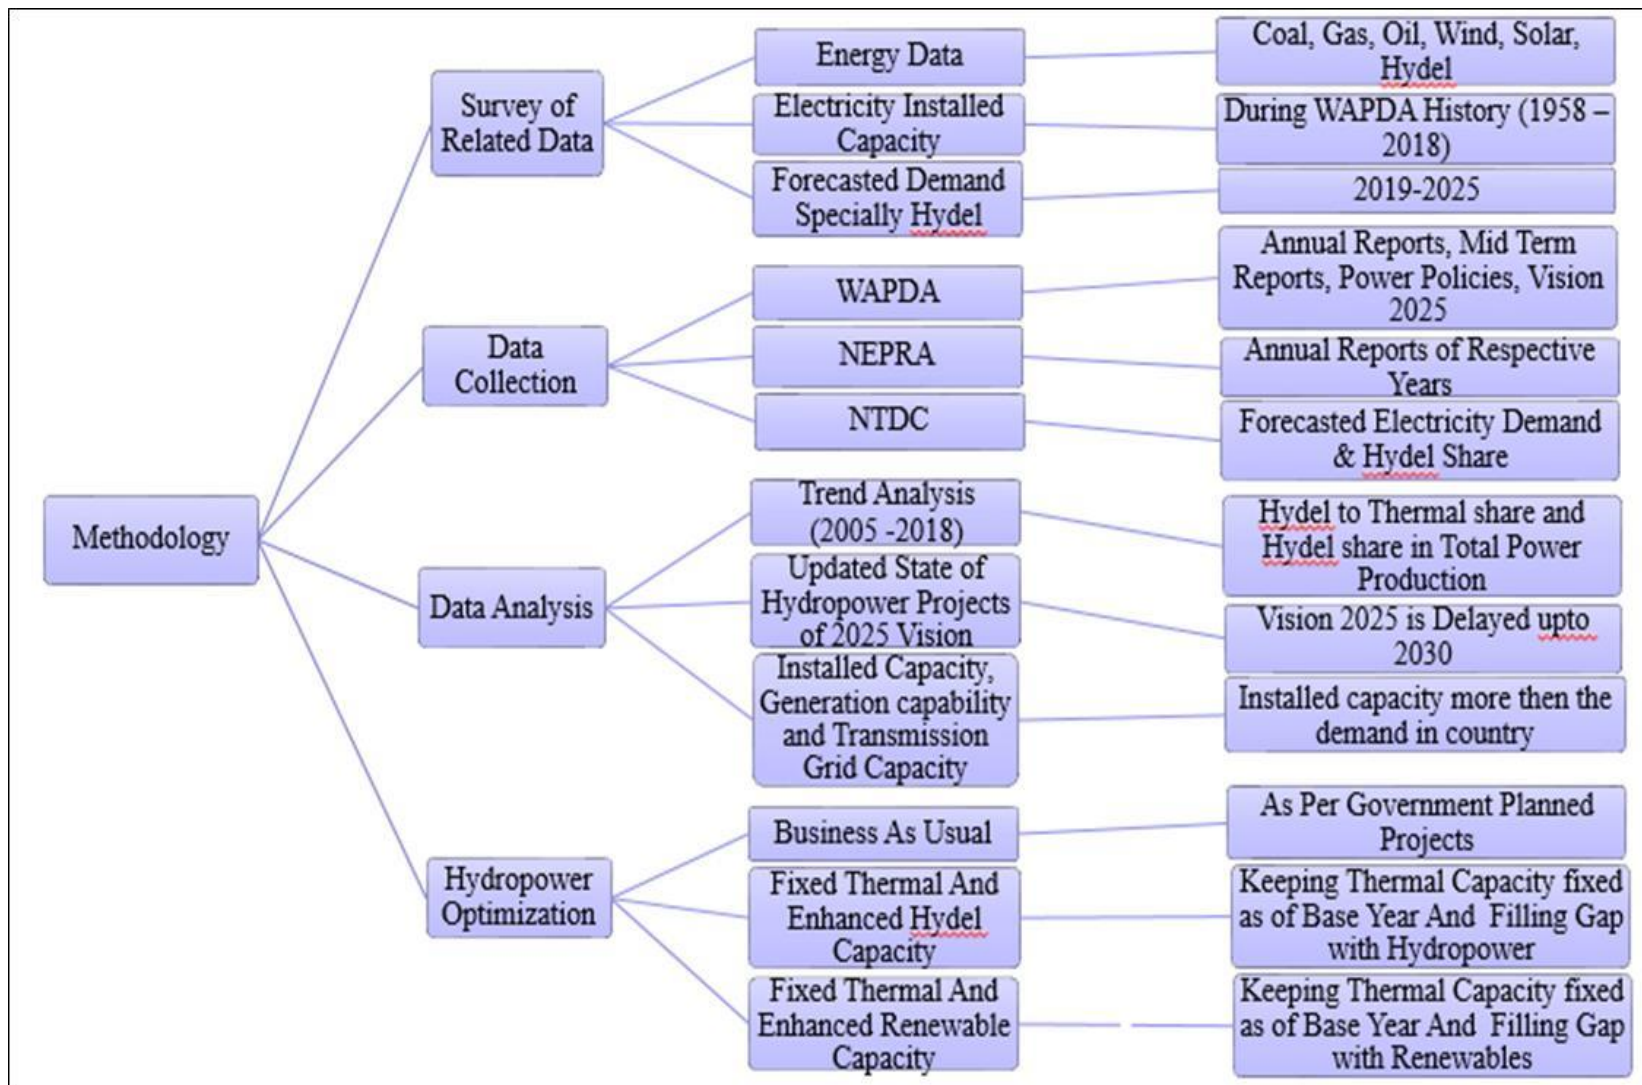 Methodology
Survey of
Related Data
Energy Data
Coal, Gas, Oil, Wind, Solar,
Hydel
Electricity Installed
Capacity
During WAPDA History (1958 –
2018)
Forecasted Demand
Specially Hydel
2019-2025
Data
Collection
WAPDA
Annual Reports, Mid Term
Reports, Power Policies, Vision
2025
NEPRA
Annual Reports of Respective
Years
NTDC
Forecasted Electricity Demand
& Hydel Share
Data Analysis
Trend Analysis
(2005 -2018)
Hydel to Thermal share and
Hydel share in Total Power
Production
Updated State of
Hydropower Projects
of 2025 Vision
Vision 2025 is Delayed upto
2030
Installed Capacity,
Generation capability
and Transmission
Grid Capacity
Installed capacity more then the
demand in country
Hydropower
Optimization
Business As Usual
As Per Government Planned
Projects
Fixed Thermal And
Enhanced Hydel
Capacity
Keeping Thermal Capacity fixed
as of Base Year And Filling Gap
with Hydropower
Fixed Thermal And
Enhanced Renewable
Capacity
Keeping Thermal Capacity fixed
as of Base Year And Filling Gap
with Renewables